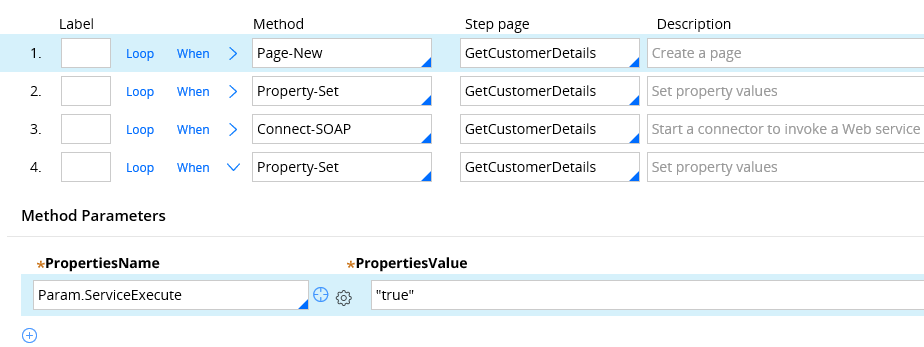 Label Method Step page Description
1. Loop When Page-New GetCustomerDetails Create a page
2. Loop When Property-Set GetCustomerDetails Set property values
3. Loop When Connect-SOAP GetCustomerDetails Start a connector to invoke a Web service
4. Loop When Property-Set GetCustomerDetails Set property values
Method Parameters
*PropertiesName *PropertiesValue
Param.ServiceExecute "true"